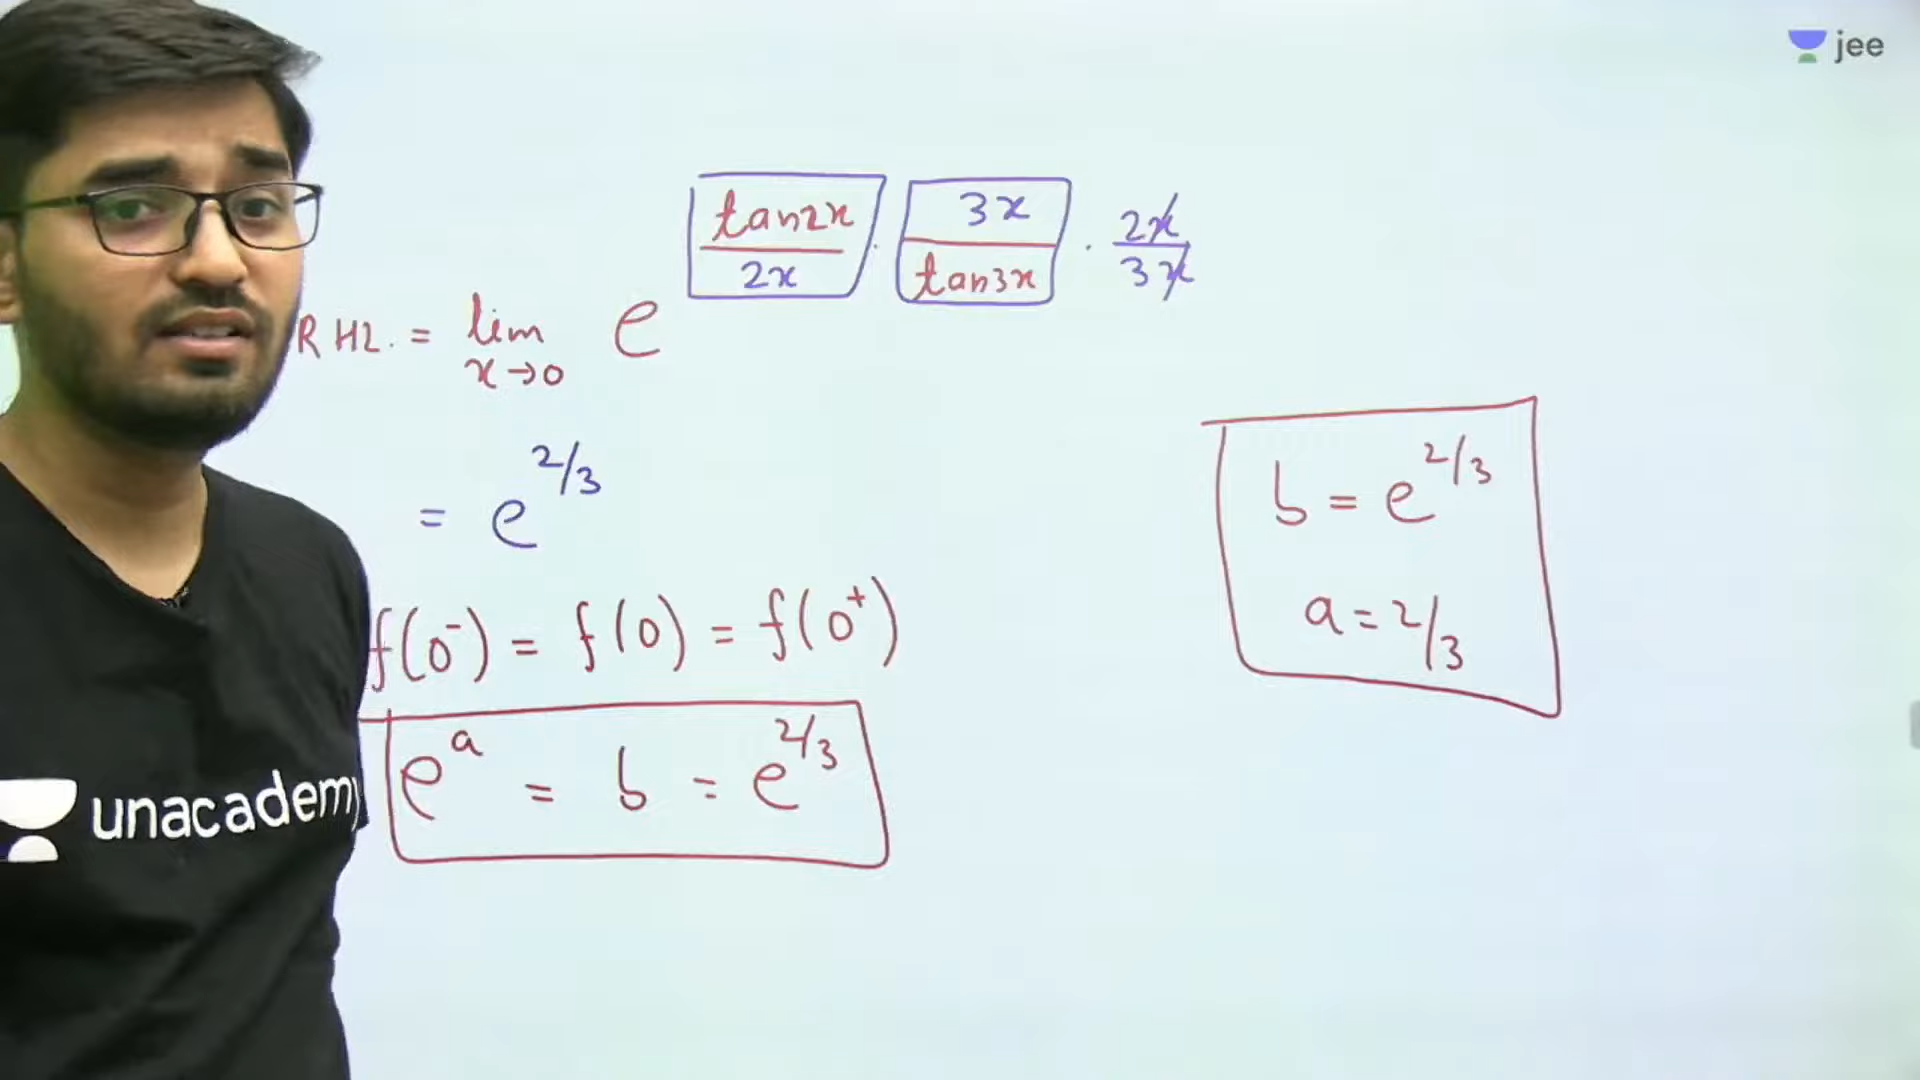 jee
tan2x 3x 2x
2x . tan3x . 3x
RHL. = lim e
x→0
= e^2/3
b = e^2/3
a = 2/3
f(0⁻) = f(0) = f(0⁺)
e^a = b = e^2/3
unacademy